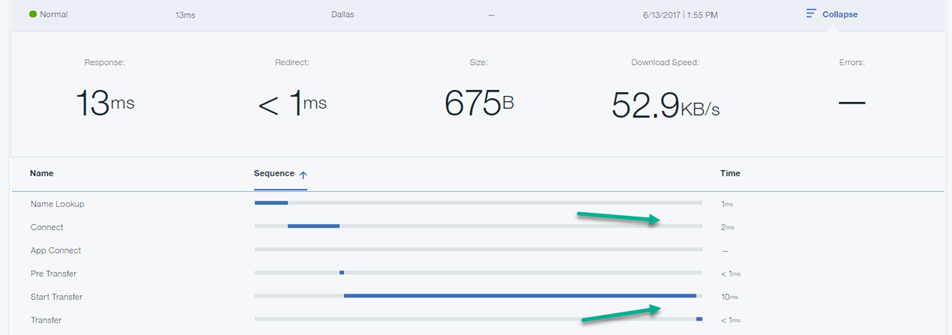 Normal 13ms Dallas — 6/13/2017 | 1:55 PM Collapse
Response: Redirect: Size: Download Speed: Errors:
13ms < 1ms 675B 52.9KB/s —
Name Sequence ↑ Time
Name Lookup 1ms
Connect 2ms
App Connect —
Pre Transfer < 1ms
Start Transfer 10ms
Transfer < 1ms